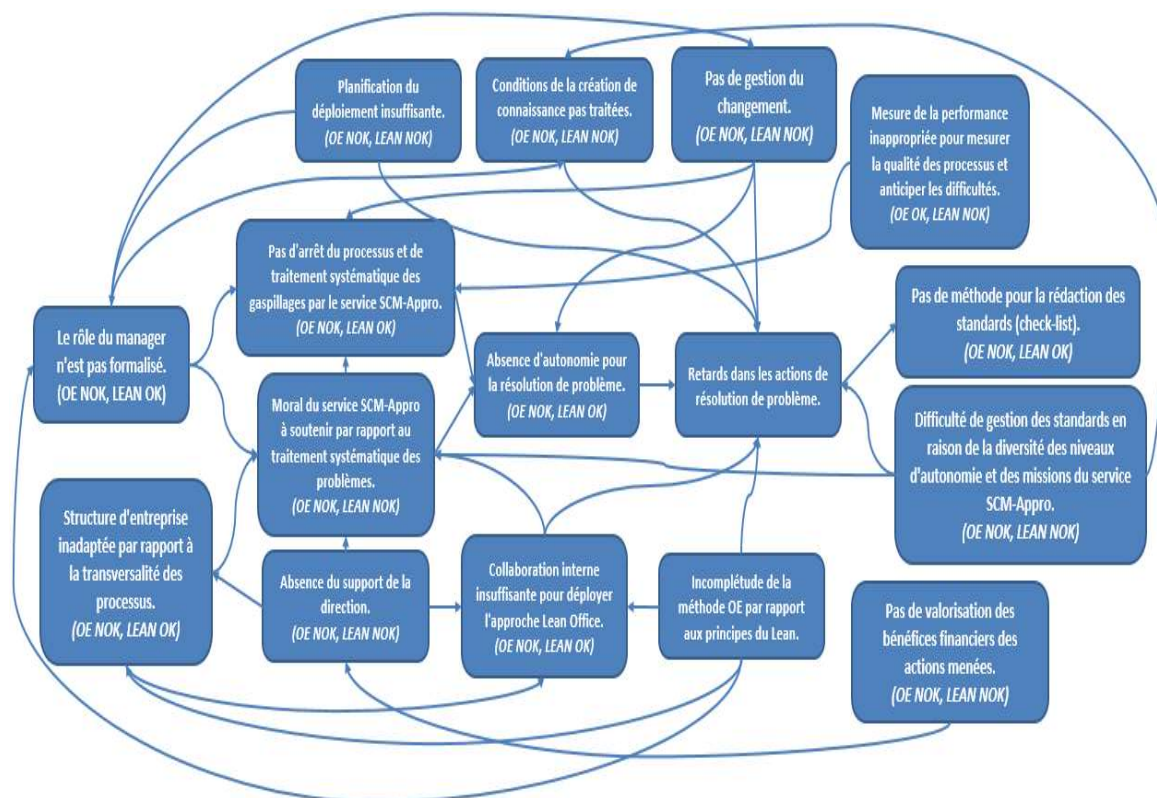 Planification du
déploiement insuffisante.
(OE NOK, LEAN NOK)
Conditions de la création de
connaissance pas traitées.
(OE NOK, LEAN NOK)
Pas de gestion du
changement.
(OE NOK, LEAN NOK)
Mesure de la performance
inappropriée pour mesurer
la qualité des processus et
anticiper les difficultés.
(OE OK, LEAN NOK)
Pas d'arrêt du processus et de
traitement systématique des
gaspillages par le service SCM-Appro.
(OE NOK, LEAN OK)
Le rôle du manager
n'est pas formalisé.
(OE NOK, LEAN OK)
Absence d'autonomie pour
la résolution de problème.
(OE NOK, LEAN OK)
Retards dans les actions de
résolution de problème.
Pas de méthode pour la rédaction des
standards (check-list).
(OE NOK, LEAN OK)
Moral du service SCM-Appro
à soutenir par rapport au
traitement systématique des
problèmes.
(OE NOK, LEAN NOK)
Difficulté de gestion des standards en
raison de la diversité des niveaux
d'autonomie et des missions du service
SCM-Appro.
(OE NOK, LEAN NOK)
Structure d'entreprise
inadaptée par rapport à
la transversalité des
processus.
(OE NOK, LEAN OK)
Absence du support de la
direction.
(OE NOK, LEAN NOK)
Collaboration interne
insuffisante pour déployer
l'approche Lean Office.
(OE NOK, LEAN OK)
Incomplétude de la
méthode OE par rapport
aux principes du Lean.
Pas de valorisation des
bénéfices financiers des
actions menées.
(OE NOK, LEAN NOK)